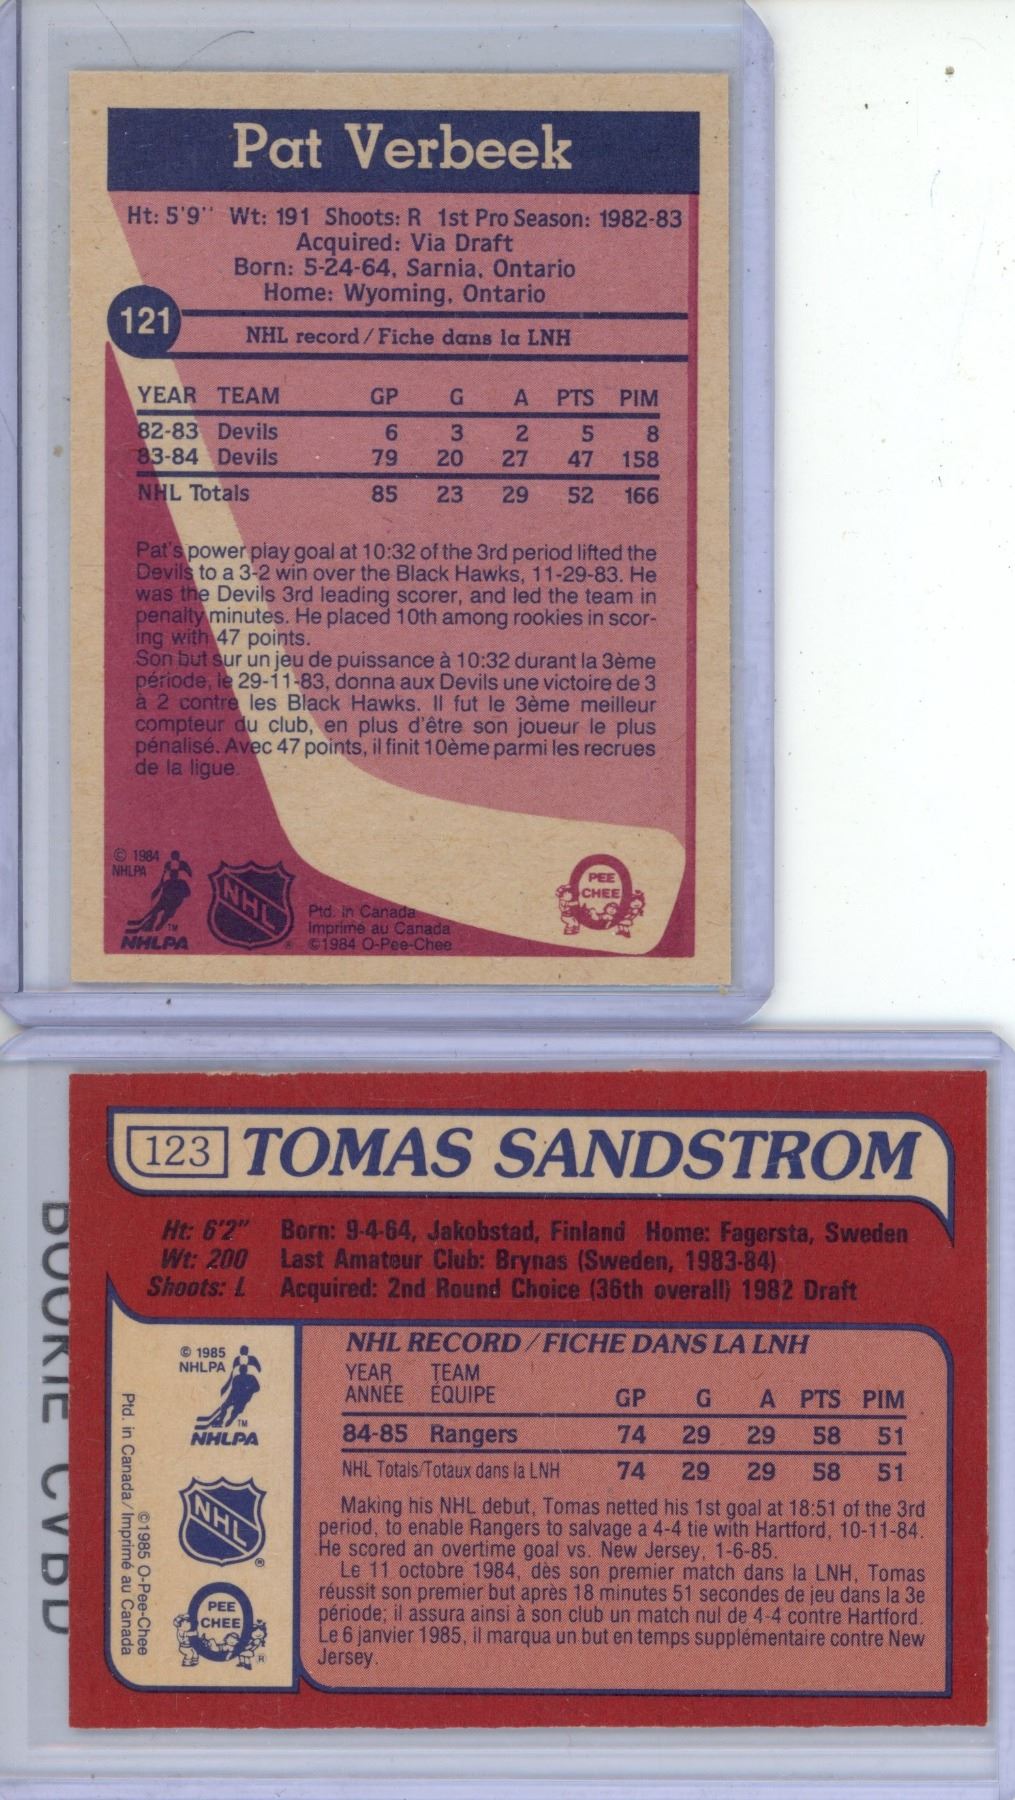 Pat Verbeek
Ht: 5'9'' Wt: 191 Shoots: R 1st Pro Season: 1982-83
Acquired: Via Draft
Born: 5-24-64, Sarnia, Ontario
Home: Wyoming, Ontario
121
NHL record / Fiche dans la LNH
YEAR TEAM GP G A PTS PIM
82-83 Devils 6 3 2 5 8
83-84 Devils 79 20 27 47 158
NHL Totals 85 23 29 52 166
Pat's power play goal at 10:32 of the 3rd period lifted the
Devils to a 3-2 win over the Black Hawks, 11-29-83. He
was the Devils 3rd leading scorer, and led the team in
penalty minutes. He placed 10th among rookies in scor-
ing with 47 points.
Son but sur un jeu de puissance à 10:32 durant la 3ème
période, le 29-11-83, donna aux Devils une victoire de 3
à 2 contre les Black Hawks. Il fut le 3ème meilleur
compteur du club, en plus d'être son joueur le plus
pénalisé. Avec 47 points, il finit 10ème parmi les recrues
de la ligue.
© 1984
NHLPA
TM
NHLPA
NHL
®
Ptd. in Canada
Imprimé au Canada
©1984 O-Pee-Chee
PEE
CHEE
123 TOMAS SANDSTROM
Ht: 6'2" Born: 9-4-64, Jakobstad, Finland Home: Fagersta, Sweden
Wt: 200 Last Amateur Club: Brynas (Sweden, 1983-84)
Shoots: L Acquired: 2nd Round Choice (36th overall) 1982 Draft
NHL RECORD / FICHE DANS LA LNH
YEAR TEAM
ANNÉE ÉQUIPE GP G A PTS PIM
84-85 Rangers 74 29 29 58 51
NHL Totals/Totaux dans la LNH 74 29 29 58 51
Making his NHL debut, Tomas netted his 1st goal at 18:51 of the 3rd
period, to enable Rangers to salvage a 4-4 tie with Hartford, 10-11-84.
He scored an overtime goal vs. New Jersey, 1-6-85.
Le 11 octobre 1984, dès son premier match dans la LNH, Tomas
réussit son premier but après 18 minutes 51 secondes de jeu dans la 3e
période; il assura ainsi à son club un match nul de 4-4 contre Hartford.
Le 6 janvier 1985, il marqua un but en temps supplémentaire contre New
Jersey.
© 1985
NHLPA
TM
NHLPA
NHL
®
PEE
CHEE
®
©1985 O-Pee-Chee
Ptd. in Canada/Imprimé au Canada